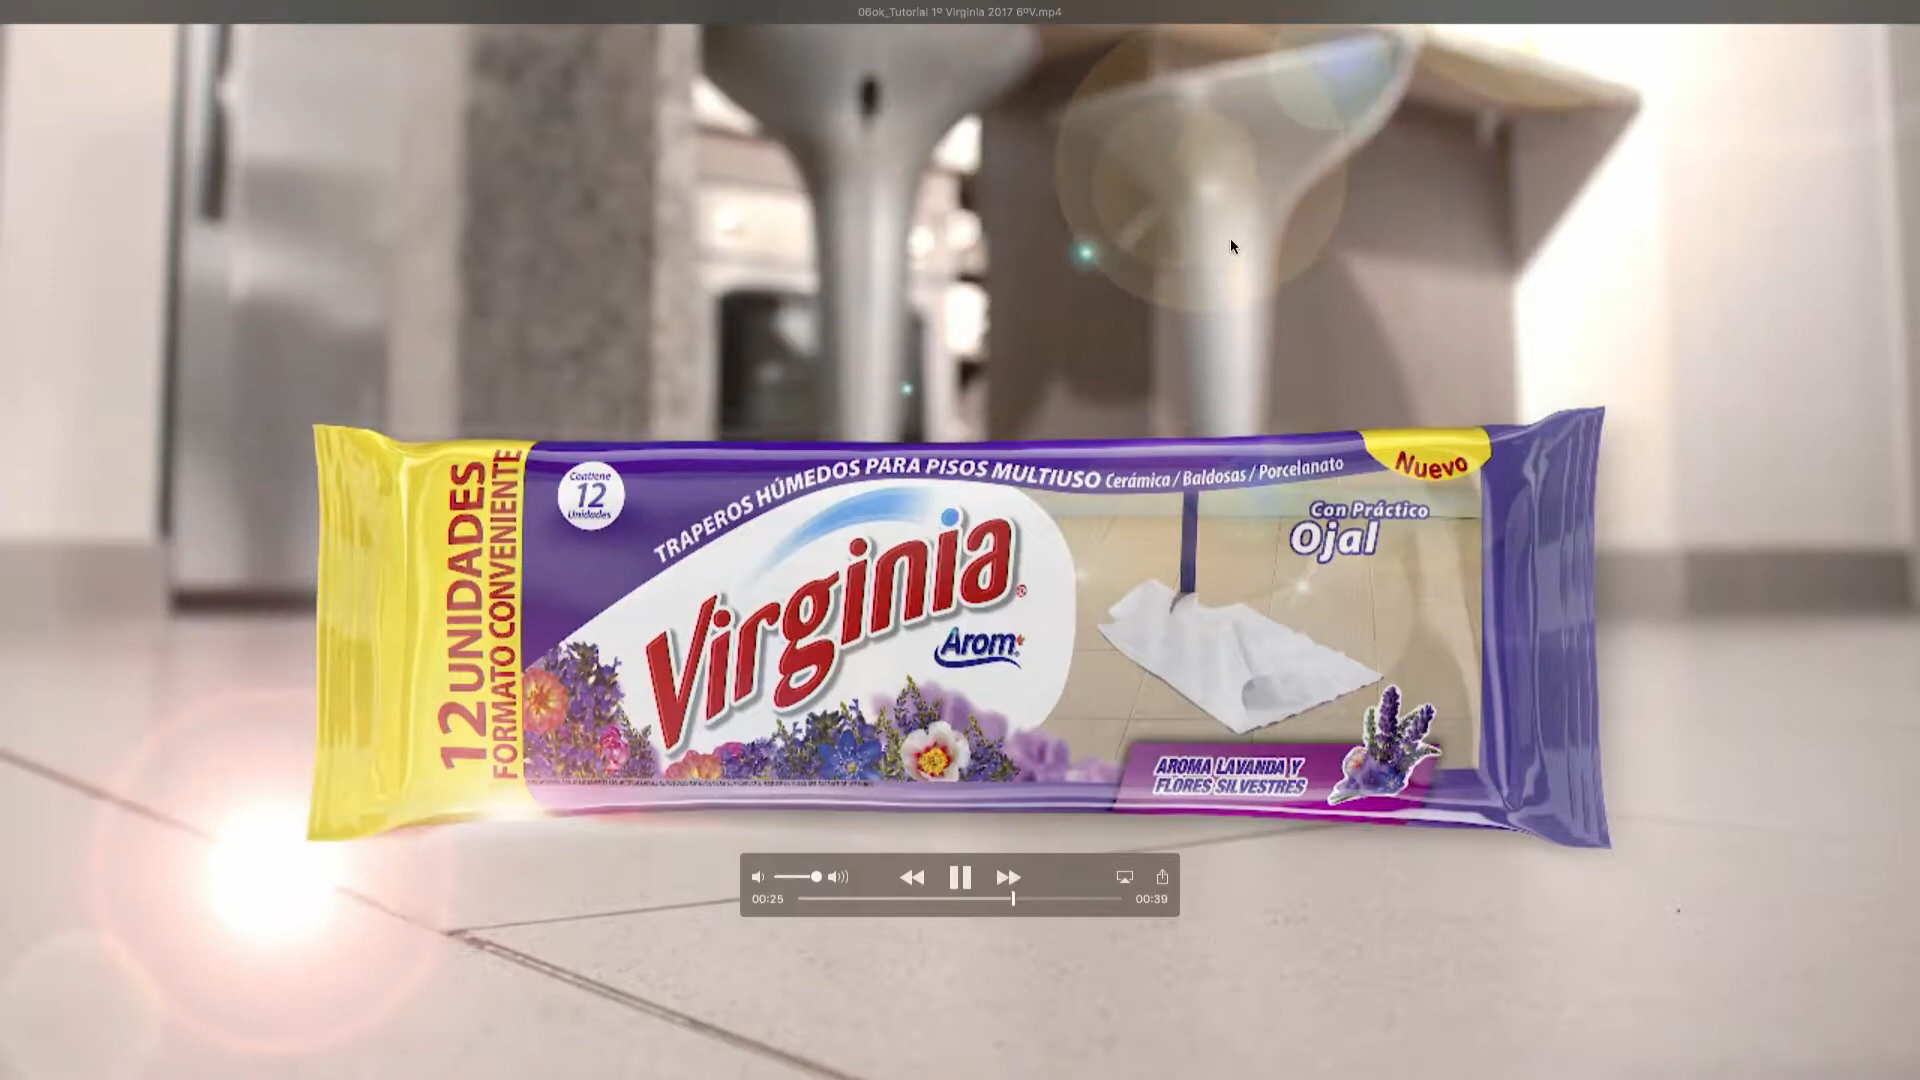 06ok_Tutorial 1º Virginia 2017 6ºV.mp4
12 UNIDADES
FORMATO CONVENIENTE
Contiene
12
Unidades
TRAPEROS HÚMEDOS PARA PISOS MULTIUSO Cerámica / Baldosas / Porcelanato
Nuevo
Con Práctico
Ojal
Virginia®
Arom
AROMA LAVANDA Y
FLORES SILVESTRES
00:25
00:39